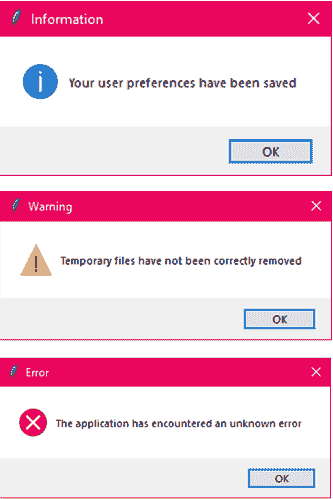 Information
Your user preferences have been saved
OK
Warning
Temporary files have not been correctly removed
OK
Error
The application has encountered an unknown error
OK